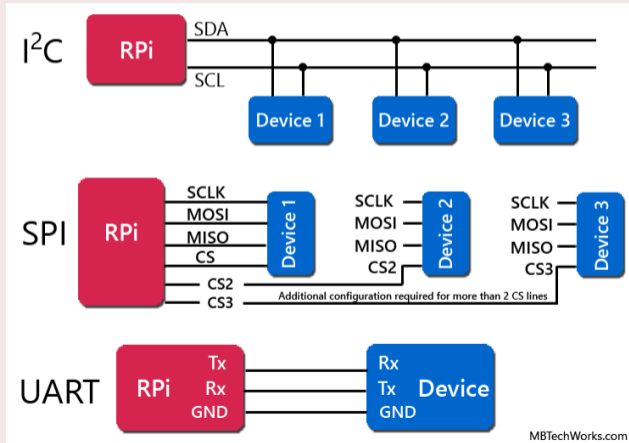 I²C
RPi
SDA
SCL
Device 1
Device 2
Device 3
SPI
RPi
SCLK
MOSI
MISO
CS
CS2
CS3
Device 1
SCLK
MOSI
MISO
CS2
Device 2
SCLK
MOSI
MISO
CS3
Device 3
Additional configuration required for more than 2 CS lines
UART
RPi
Tx
Rx
GND
Rx
Tx
GND
Device
MBTechWorks.com